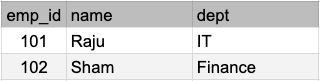 emp_id name dept
101 Raju IT
102 Sham Finance